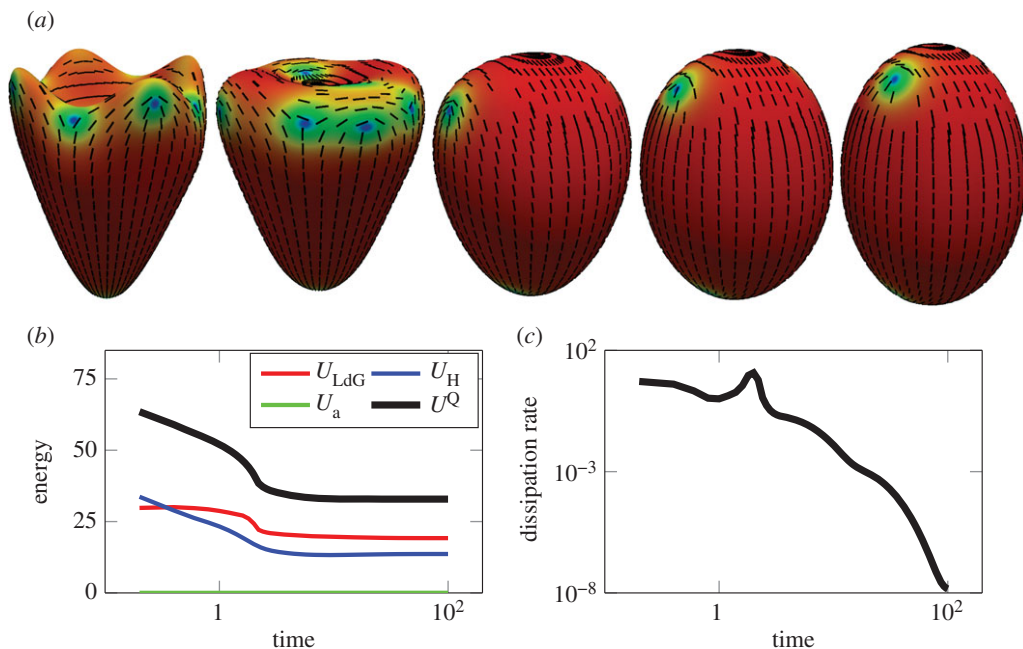 (a)
(b)
(c)
75
50
25
0
energy
U_LdG U_H
U_a U^Q
1 10^2
time
10^2
10^-3
10^-8
dissipation rate
1 10^2
time